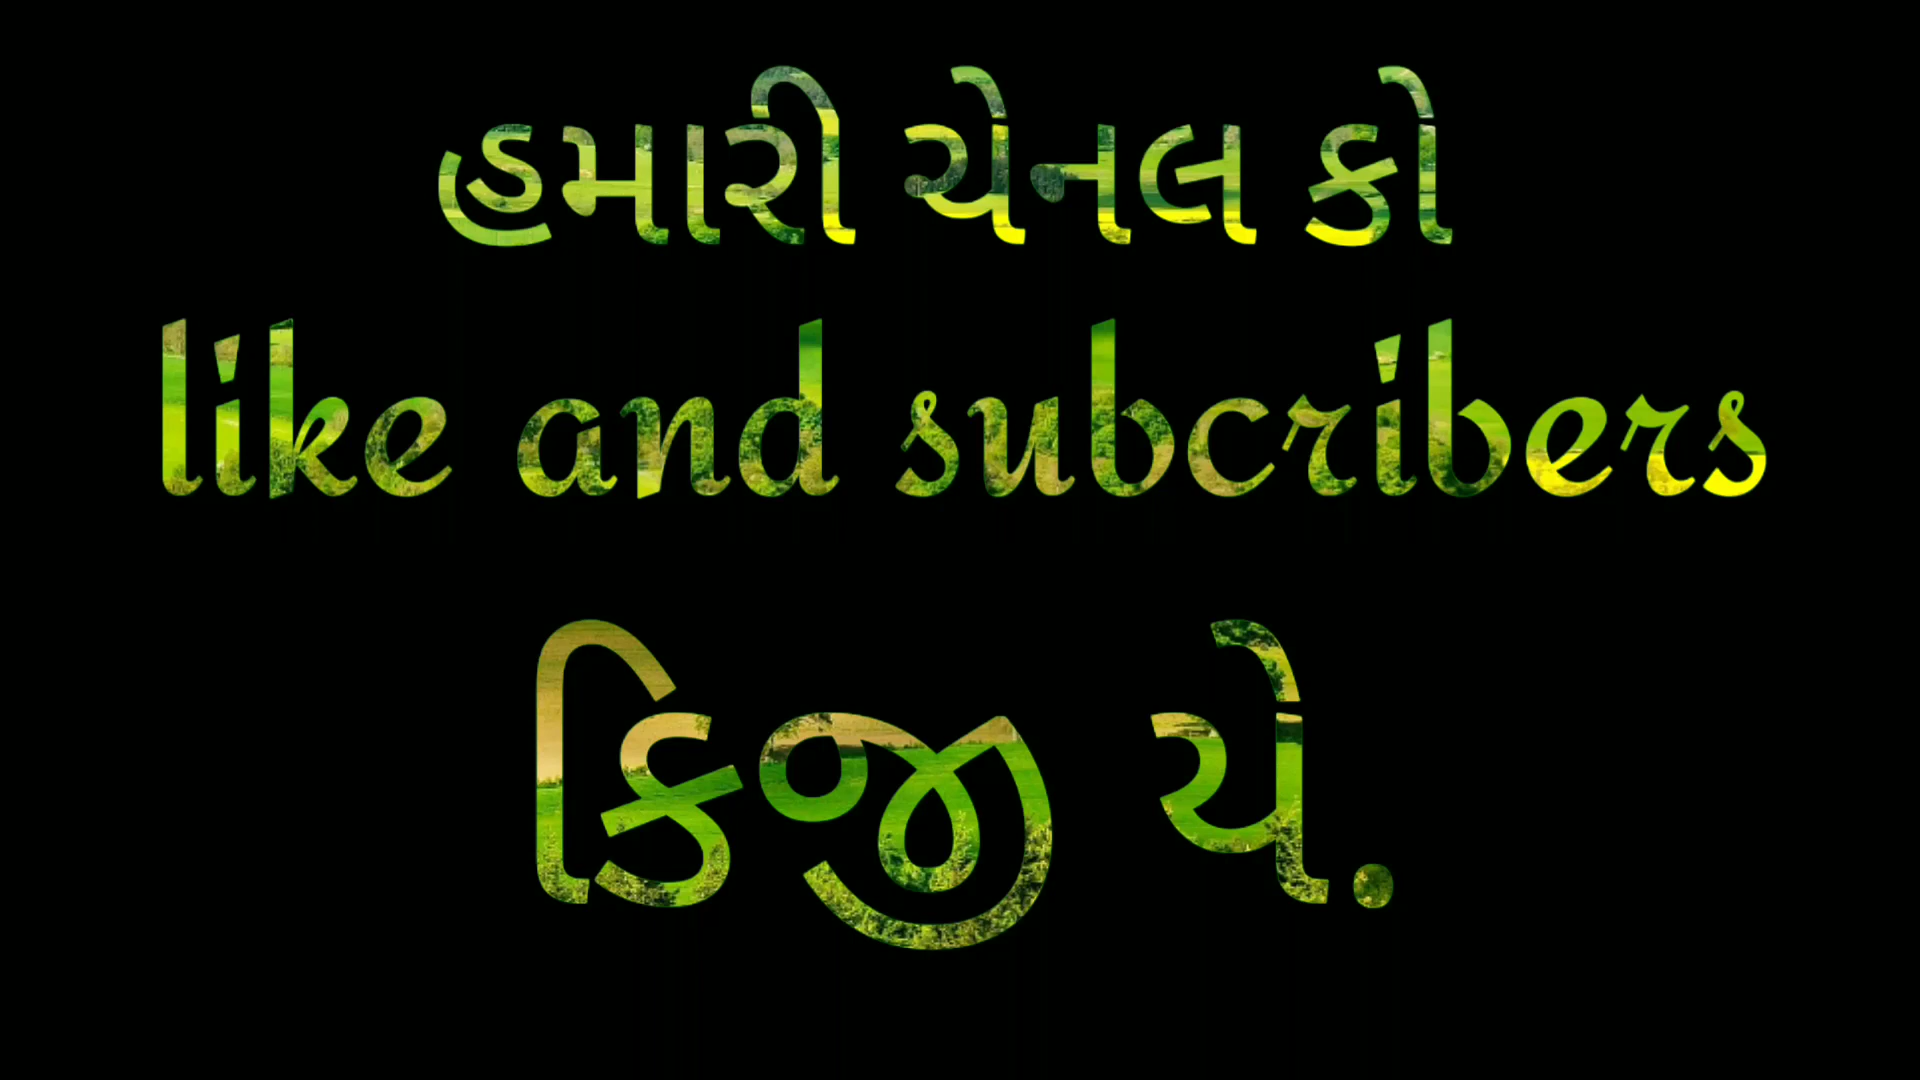 હમારી ચેનલ કો
like and subcribers
કિજી યે.